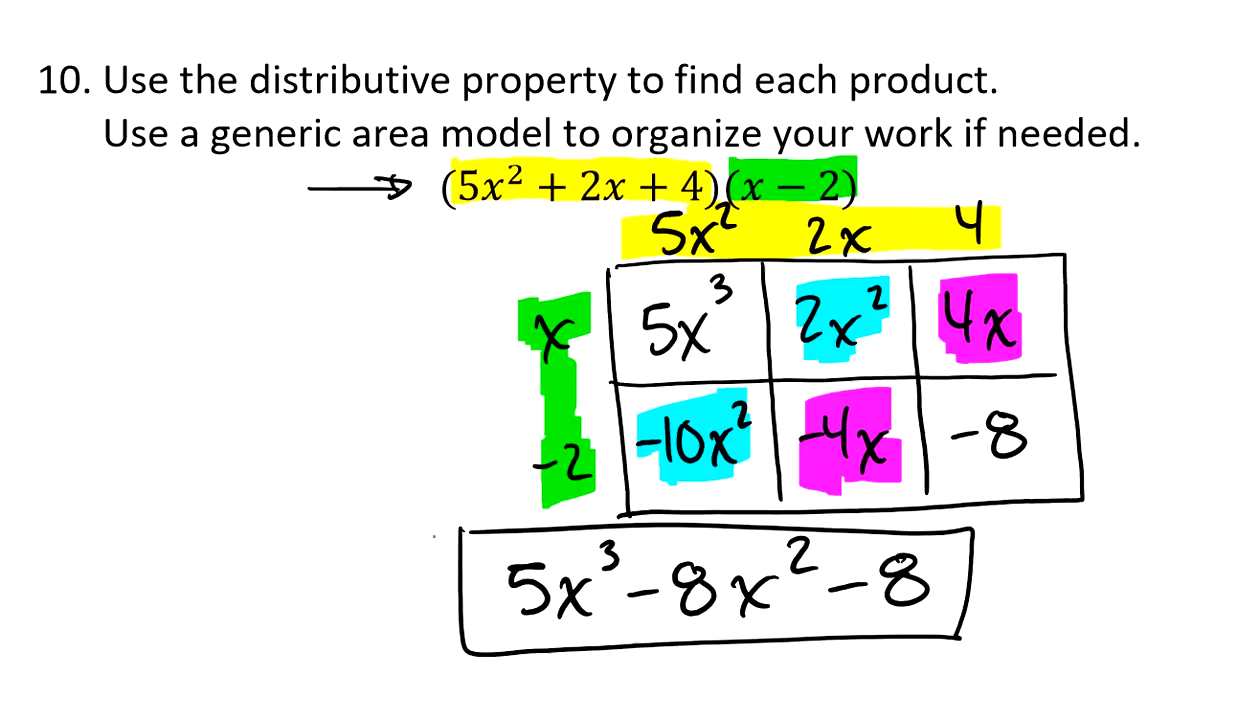 10. Use the distributive property to find each product.
Use a generic area model to organize your work if needed.
(5x² + 2x + 4)(x − 2)
5x² 2x 4
x 5x³ 2x² 4x
-2 -10x² -4x -8
5x³ - 8x² - 8